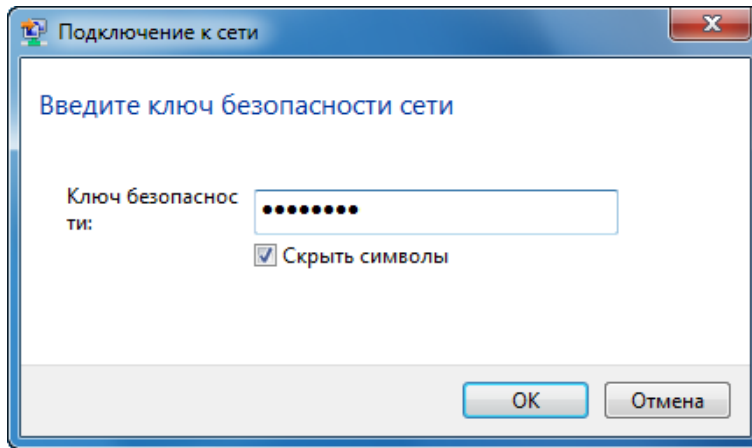 Подключение к сети
Введите ключ безопасности сети
Ключ безопаснос
ти:
••••••••
Скрыть символы
OK
Отмена